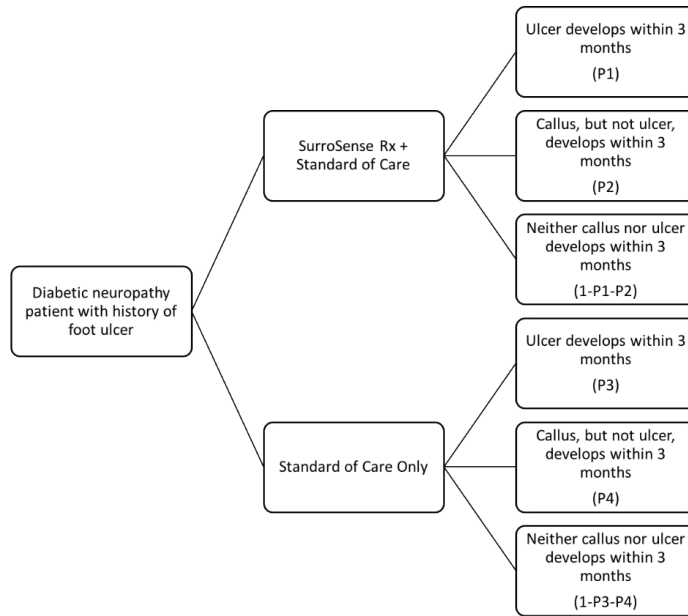 Diabetic neuropathy
patient with history of
foot ulcer
SurroSense Rx +
Standard of Care
Ulcer develops within 3
months
(P1)
Callus, but not ulcer,
develops within 3
months
(P2)
Neither callus nor ulcer
develops within 3
months
(1-P1-P2)
Standard of Care Only
Ulcer develops within 3
months
(P3)
Callus, but not ulcer,
develops within 3
months
(P4)
Neither callus nor ulcer
develops within 3
months
(1-P3-P4)